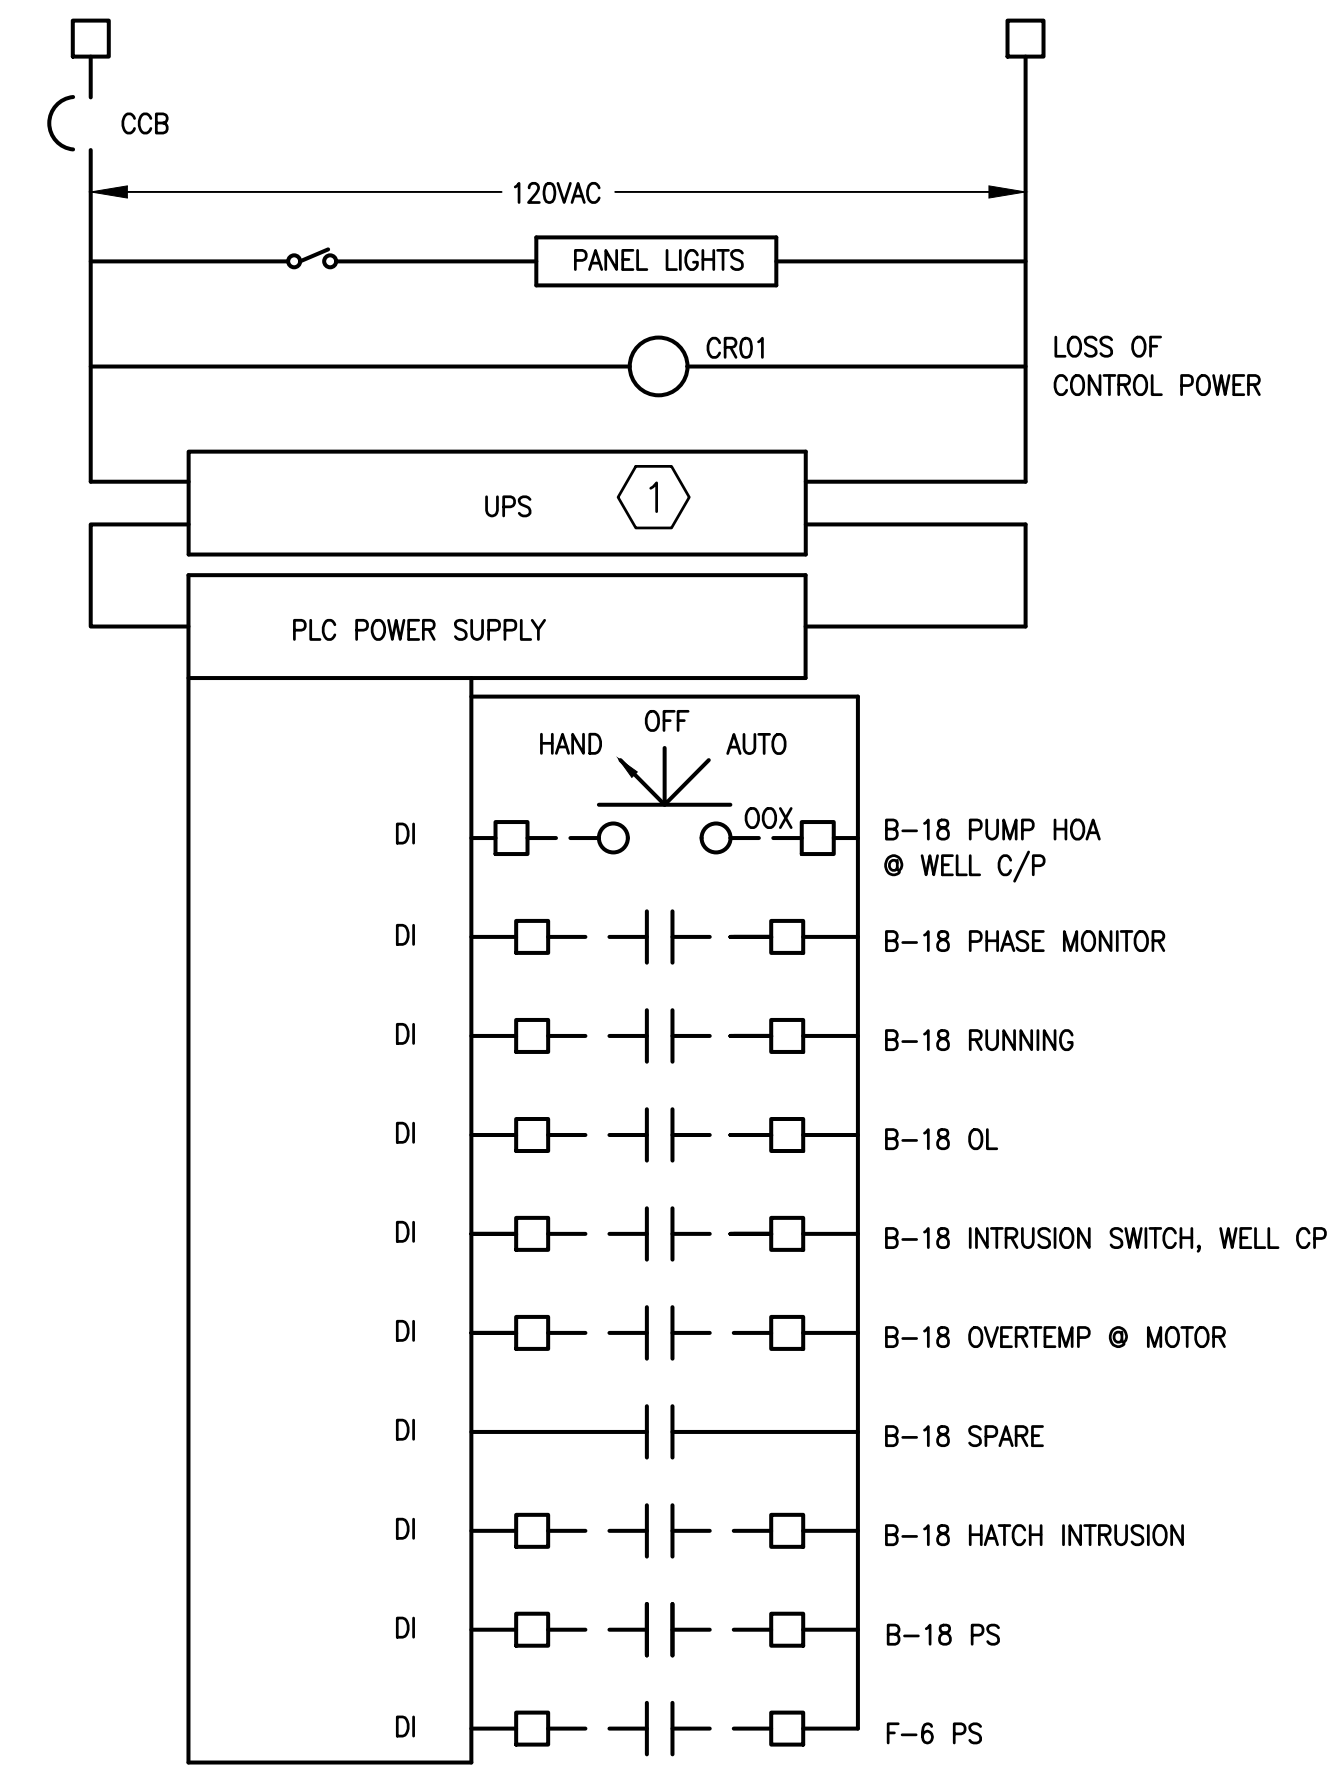 CCB
120VAC
PANEL LIGHTS
CR01
LOSS OF
CONTROL POWER
UPS
1
PLC POWER SUPPLY
OFF
HAND
AUTO
OOX
DI
B-18 PUMP HOA
@ WELL C/P
DI
B-18 PHASE MONITOR
DI
B-18 RUNNING
DI
B-18 OL
DI
B-18 INTRUSION SWITCH, WELL CP
DI
B-18 OVERTEMP @ MOTOR
DI
B-18 SPARE
DI
B-18 HATCH INTRUSION
DI
B-18 PS
DI
F-6 PS